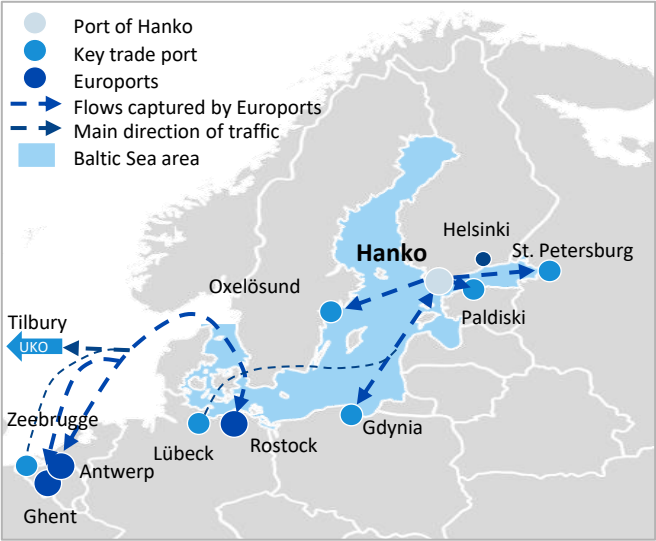 Port of Hanko
Key trade port
Euroports
Flows captured by Euroports
Main direction of traffic
Baltic Sea area
Helsinki
Hanko
St. Petersburg
Oxelösund
Paldiski
Tilbury
UKO
Zeebrugge
Gdynia
Lübeck
Rostock
Antwerp
Ghent